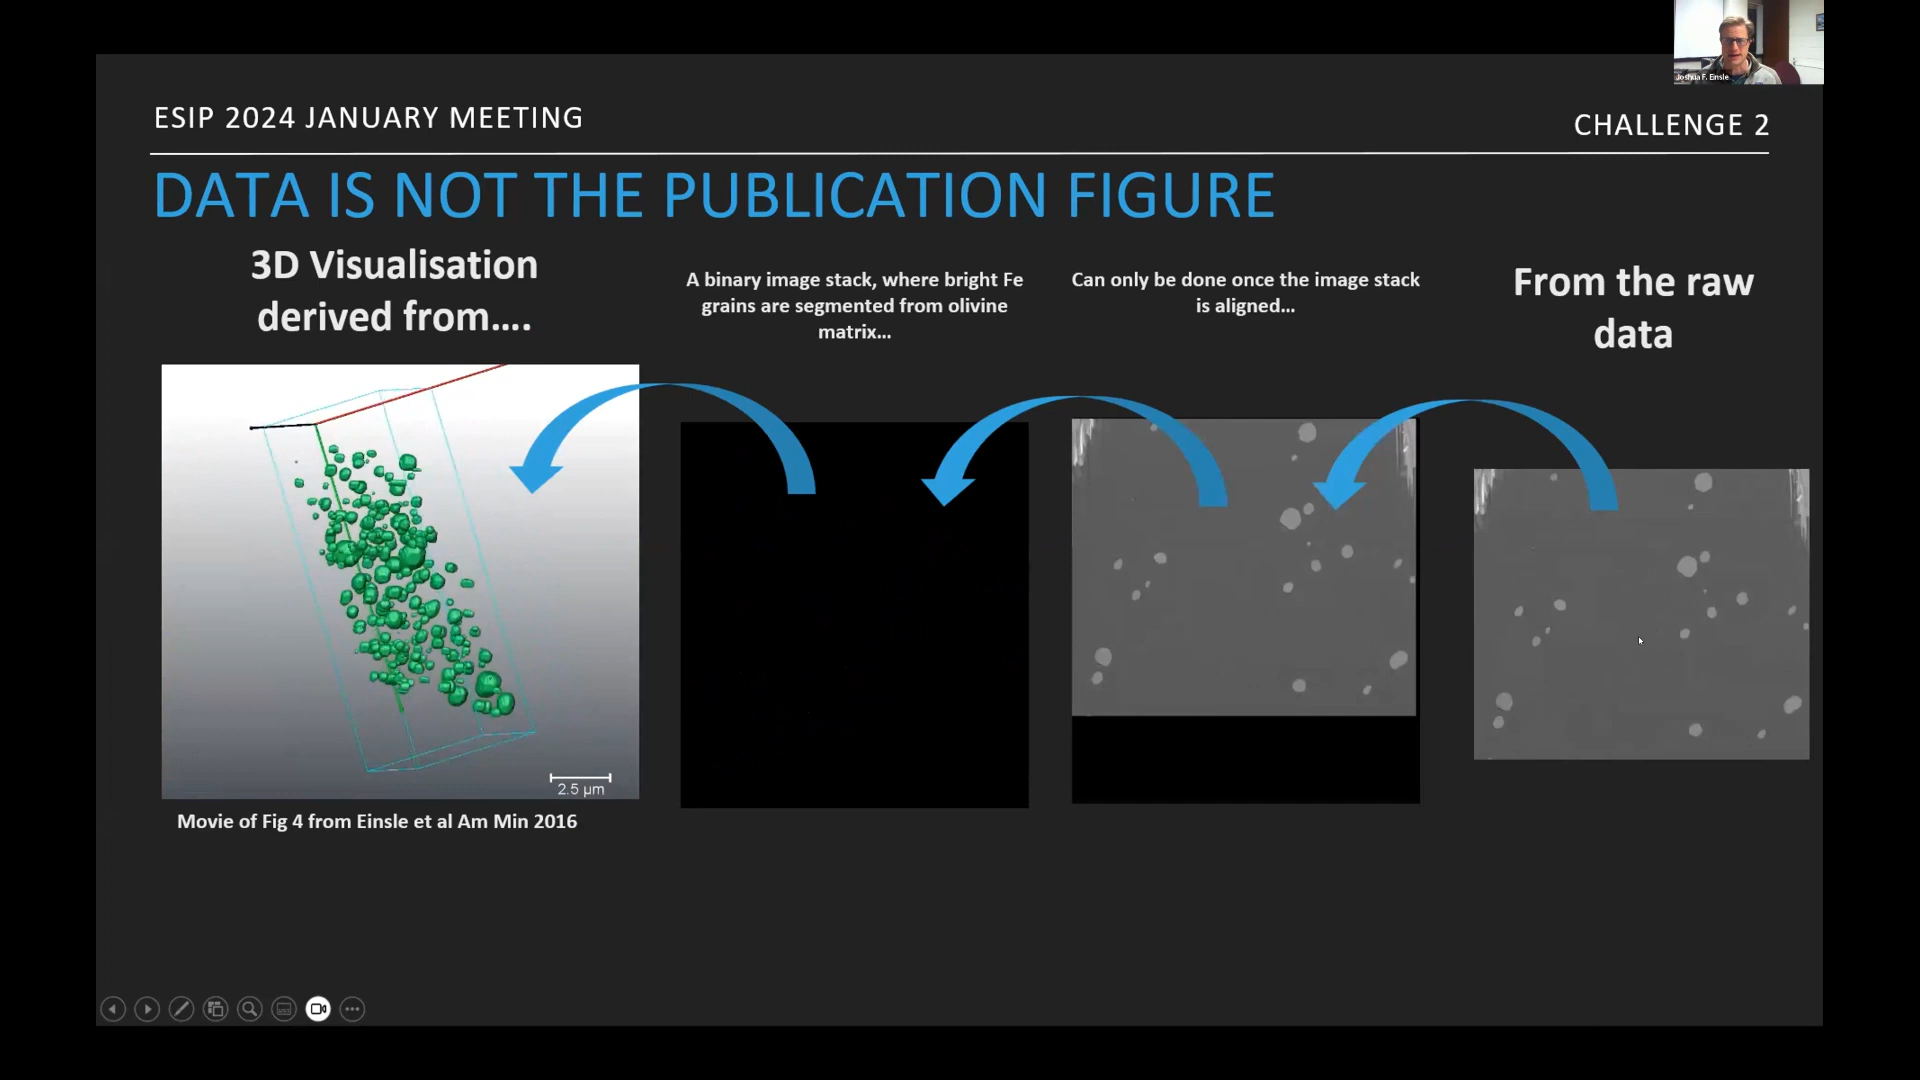 Joshua F. Einsle
ESIP 2024 JANUARY MEETING
CHALLENGE 2
DATA IS NOT THE PUBLICATION FIGURE
3D Visualisation
derived from....
A binary image stack, where bright Fe
grains are segmented from olivine
matrix...
Can only be done once the image stack
is aligned...
From the raw
data
2.5 µm
Movie of Fig 4 from Einsle et al Am Min 2016